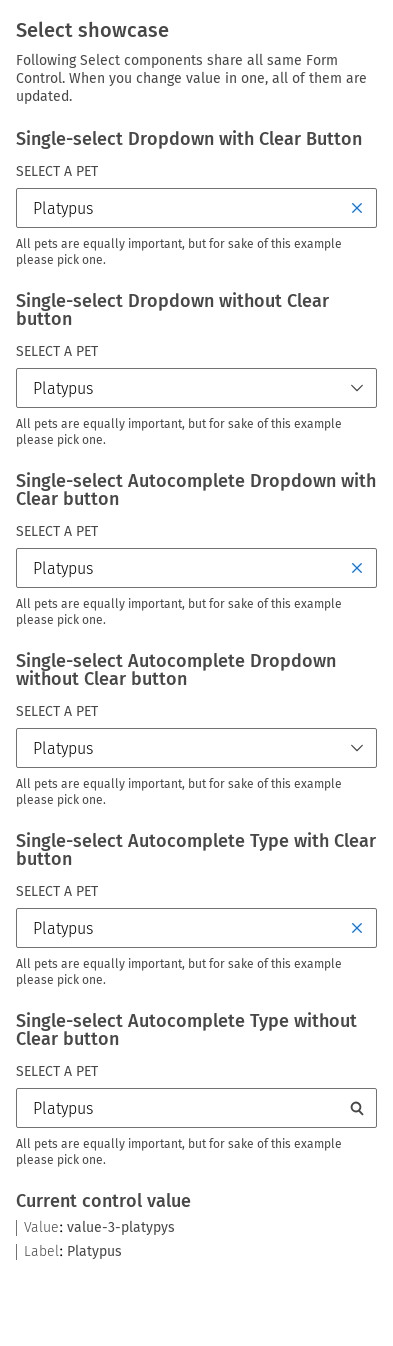 Select showcase
Following Select components share all same Form
Control. When you change value in one, all of them are
updated.
Single-select Dropdown with Clear Button
SELECT A PET
Platypus
All pets are equally important, but for sake of this example
please pick one.
Single-select Dropdown without Clear
button
SELECT A PET
Platypus
All pets are equally important, but for sake of this example
please pick one.
Single-select Autocomplete Dropdown with
Clear button
SELECT A PET
Platypus
All pets are equally important, but for sake of this example
please pick one.
Single-select Autocomplete Dropdown
without Clear button
SELECT A PET
Platypus
All pets are equally important, but for sake of this example
please pick one.
Single-select Autocomplete Type with Clear
button
SELECT A PET
Platypus
All pets are equally important, but for sake of this example
please pick one.
Single-select Autocomplete Type without
Clear button
SELECT A PET
Platypus
All pets are equally important, but for sake of this example
please pick one.
Current control value
Value: value-3-platypys
Label: Platypus